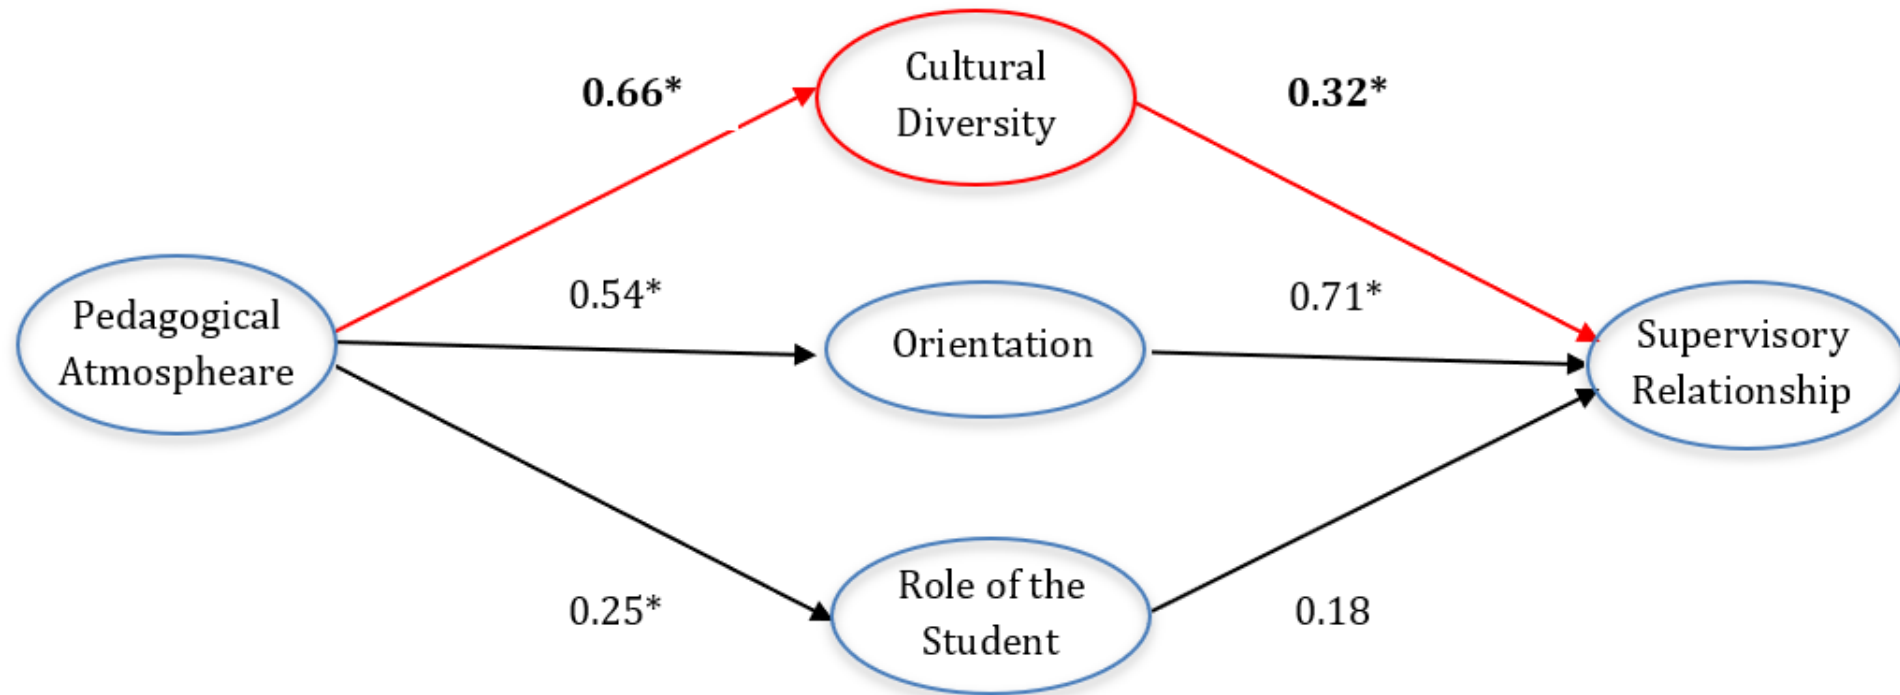 Cultural
Diversity
0.66*
0.32*
0.54*
0.71*
Pedagogical
Atmospheare
Orientation
Supervisory
Relationship
Role of the
Student
0.25*
0.18